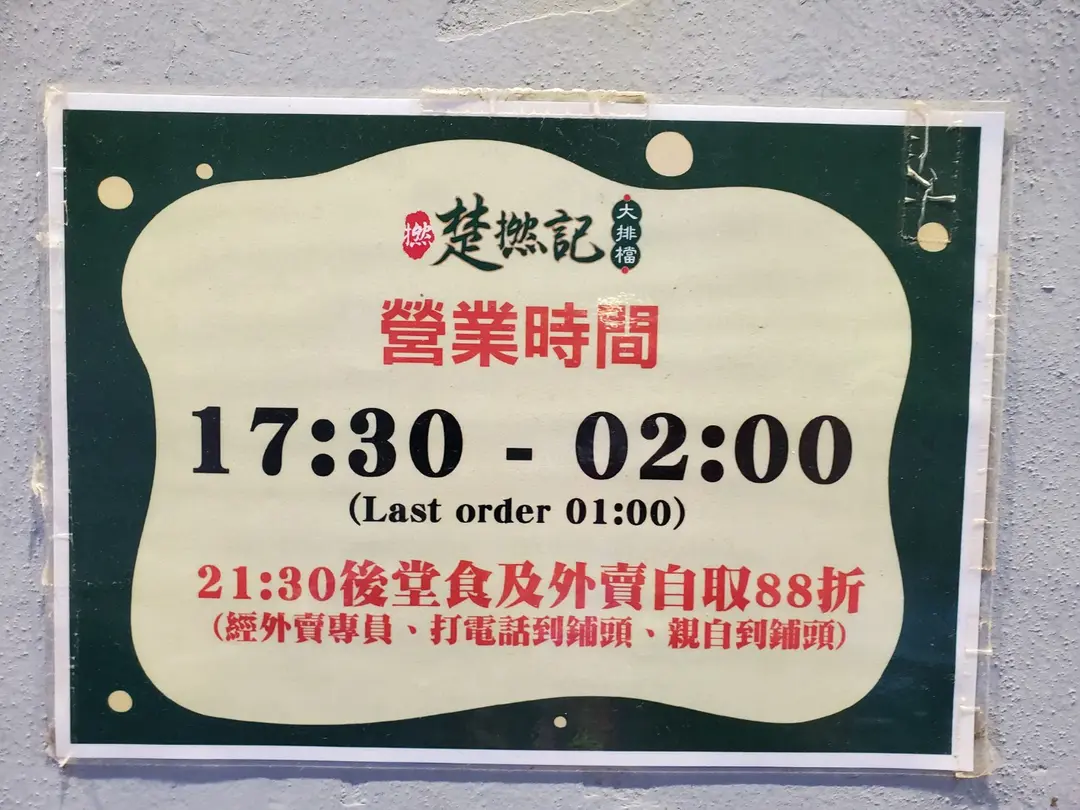 撚 楚撚記 大排檔
營業時間
17:30 - 02:00
(Last order 01:00)
21:30後堂食及外賣自取88折
(經外賣專員、打電話到鋪頭、親自到鋪頭)